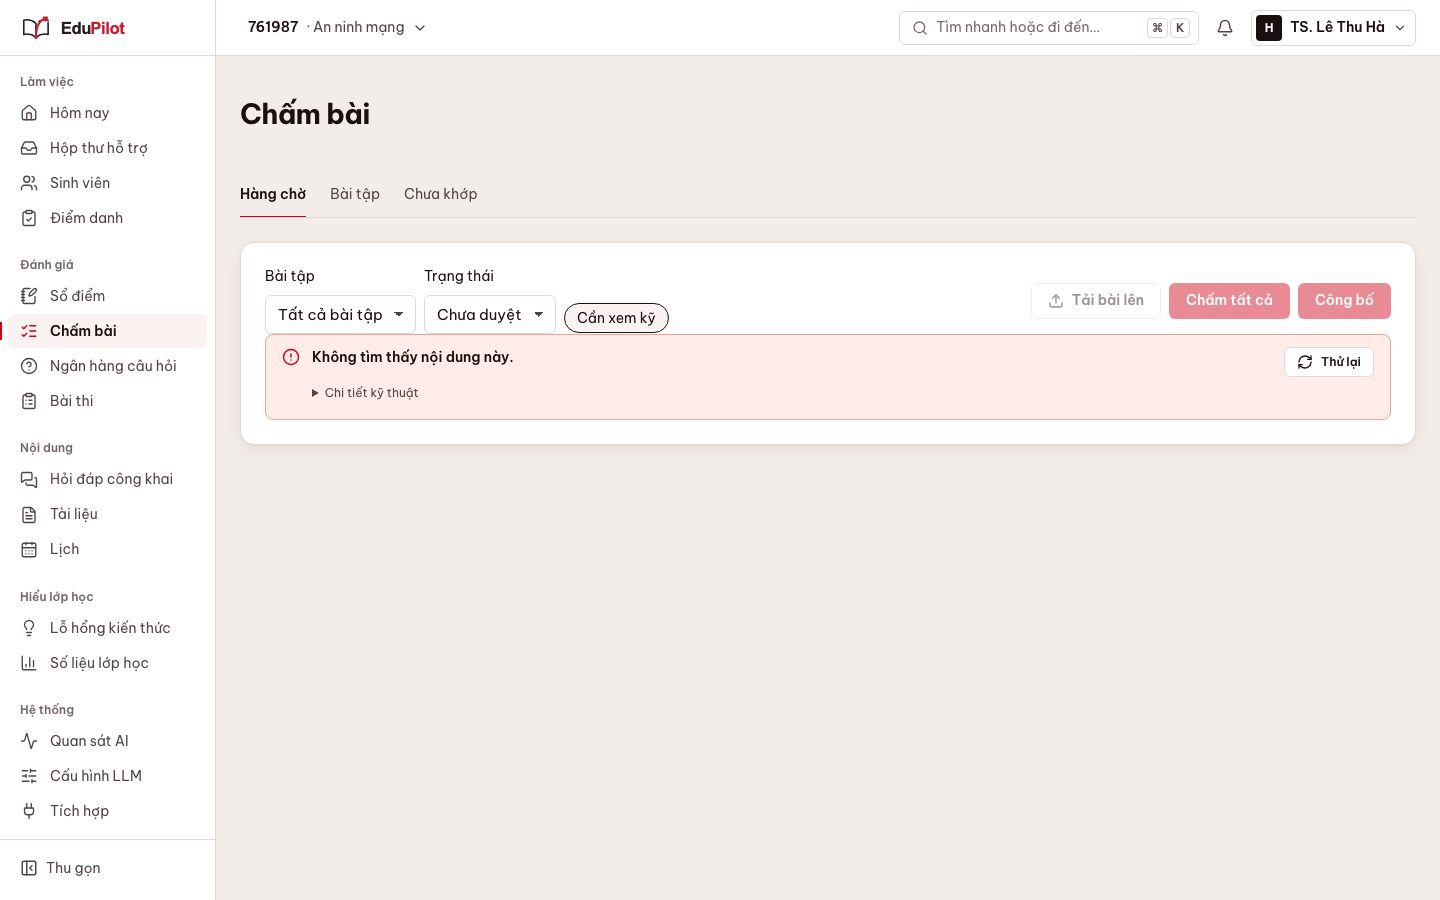 EduPilot
761987 · An ninh mạng
Tìm nhanh hoặc đi đến...
⌘ K
H TS. Lê Thu Hà
Làm việc
Hôm nay
Hộp thư hỗ trợ
Sinh viên
Điểm danh
Đánh giá
Sổ điểm
Chấm bài
Ngân hàng câu hỏi
Bài thi
Nội dung
Hỏi đáp công khai
Tài liệu
Lịch
Hiểu lớp học
Lỗ hổng kiến thức
Số liệu lớp học
Hệ thống
Quan sát AI
Cấu hình LLM
Tích hợp
Thu gọn
Chấm bài
Hàng chờ Bài tập Chưa khớp
Bài tập Trạng thái
Tất cả bài tập Chưa duyệt Cần xem kỹ
Tải bài lên Chấm tất cả Công bố
Không tìm thấy nội dung này.
Thử lại
Chi tiết kỹ thuật